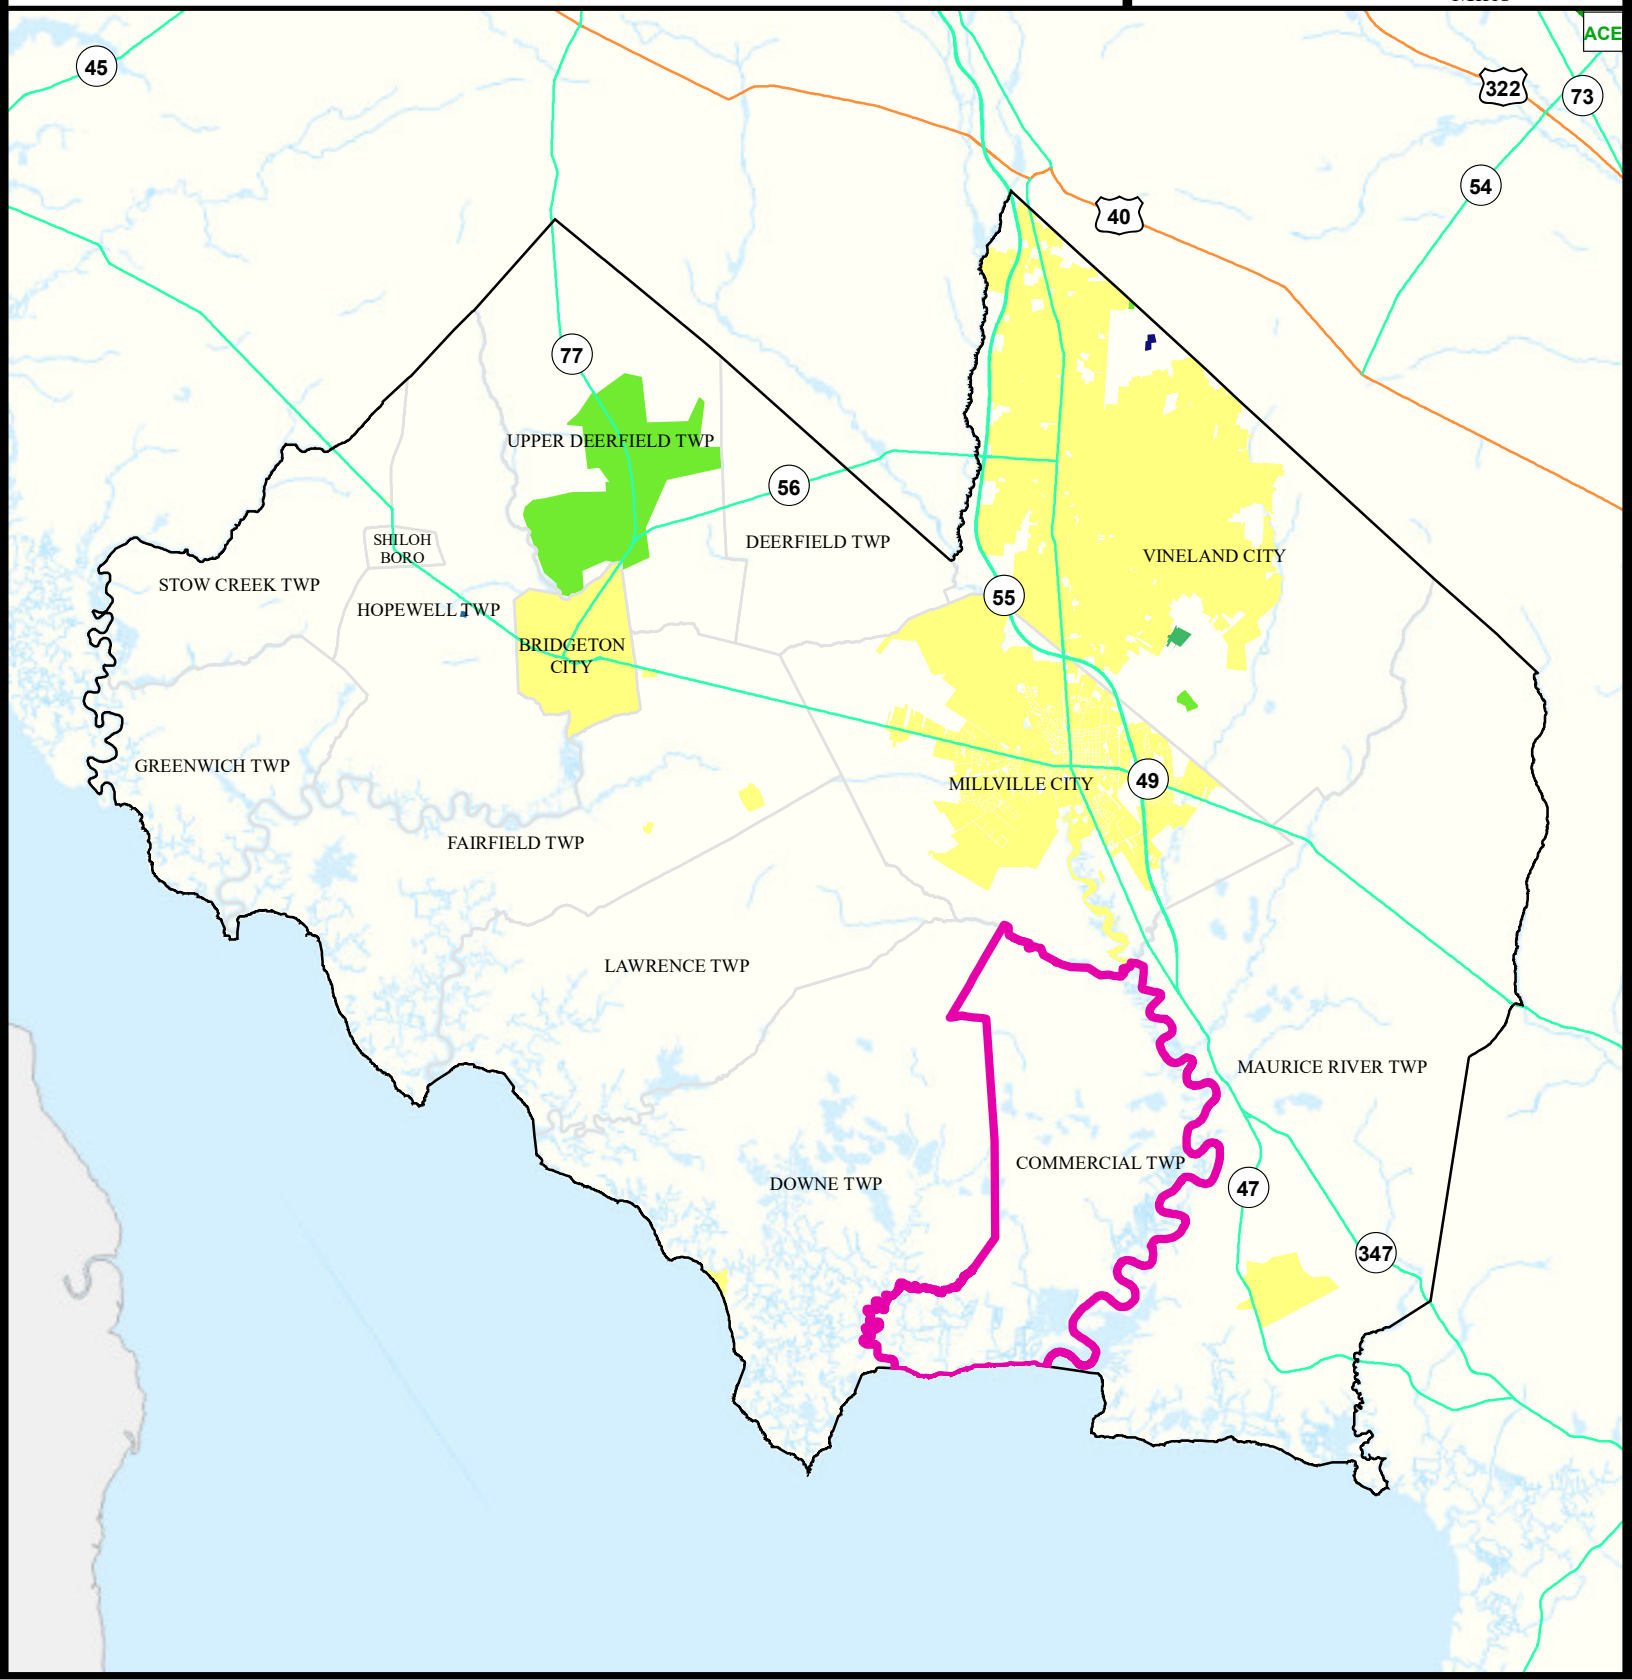 45
ACE
322
73
54
40
77
UPPER DEERFIELD TWP
56
SHILOH
BORO
DEERFIELD TWP
VINELAND CITY
STOW CREEK TWP
HOPEWELL TWP
55
BRIDGETON
CITY
GREENWICH TWP
MILLVILLE CITY
49
FAIRFIELD TWP
LAWRENCE TWP
MAURICE RIVER TWP
COMMERCIAL TWP
DOWNE TWP
47
347